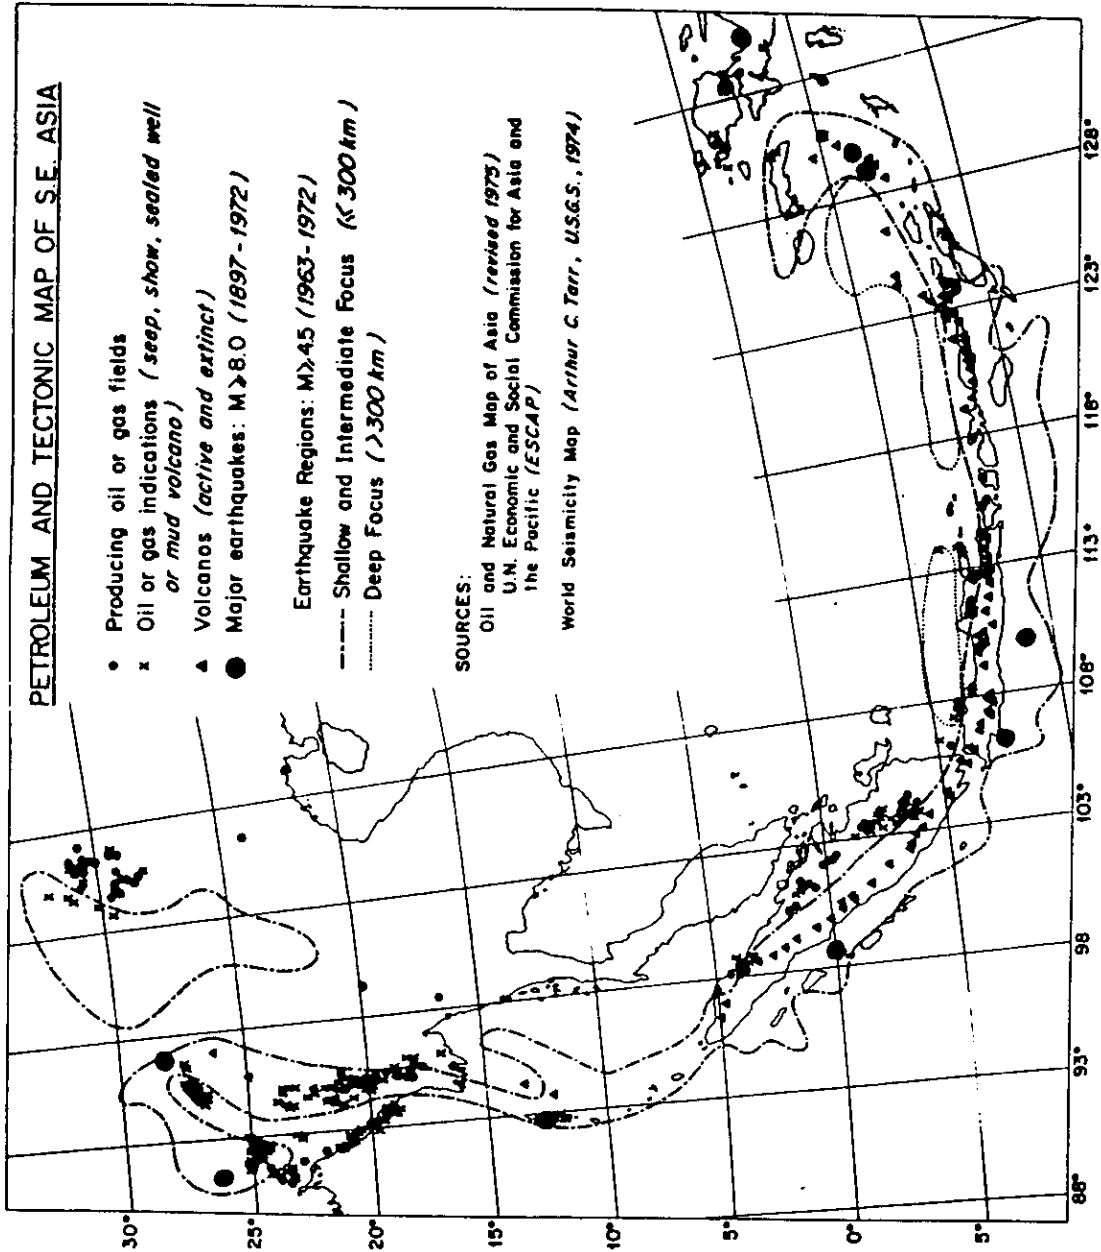 PETROLEUM AND TECTONIC MAP OF S.E. ASIA
• Producing oil or gas fields
x Oil or gas indications (seep, show, sealed well
or mud volcano)
▲ Volcanos (active and extinct)
● Major earthquakes: M≥8.0 (1897-1972)
Earthquake Regions: M≥4.5 (1963-1972)
Shallow and Intermediate Focus (≤300km)
Deep Focus (>300km)
SOURCES:
Oil and Natural Gas Map of Asia (revised 1975)
U.N. Economic and Social Commission for Asia and
the Pacific (ESCAP)
World Seismicity Map (Arthur C. Tarr, U.S.G.S., 1974)
30°
25°
20°
15°
10°
5°
0°
5°
88°
93°
98
103°
108°
113°
118°
123°
128°